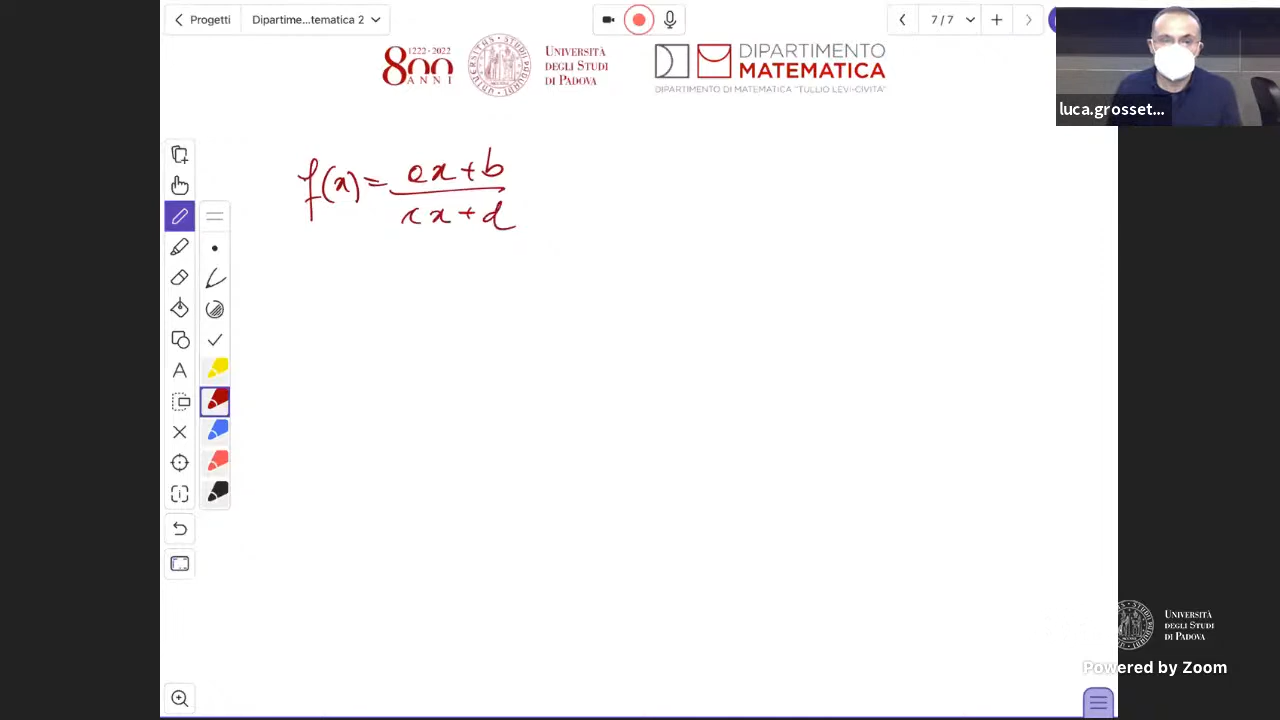 Progetti
Dipartime...tematica 2
7 / 7
1222·2022
800
ANNI
UNIVERSITÀ
DEGLI STUDI
DI PADOVA
DIPARTIMENTO
MATEMATICA
DIPARTIMENTO DI MATEMATICA "TULLIO LEVI-CIVITA"
luca.grosset...
f(x) = ax + b
cx + d
A
UNIVERSITÀ
DEGLI STUDI
DI PADOVA
Powered by Zoom